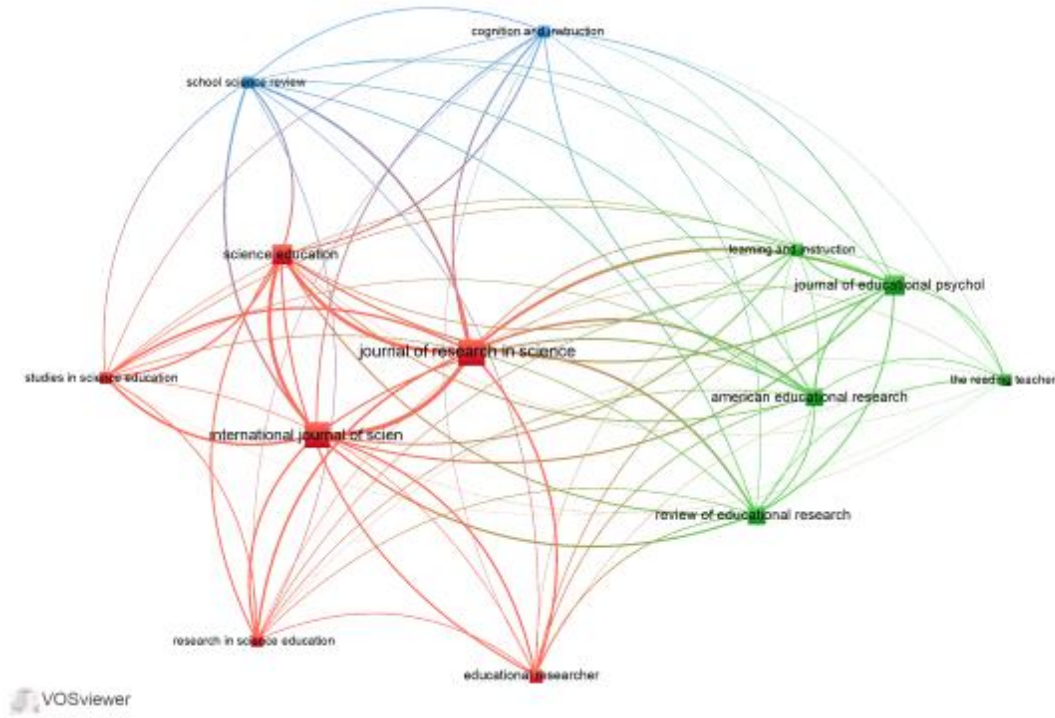 cognition and instruction
school science review
science education
learning and instruction
journal of educational psychol
journal of research in science
studies in science education
the reading teacher
american educational research
international journal of scien
review of educational research
research in science education
educational researcher
VOSviewer